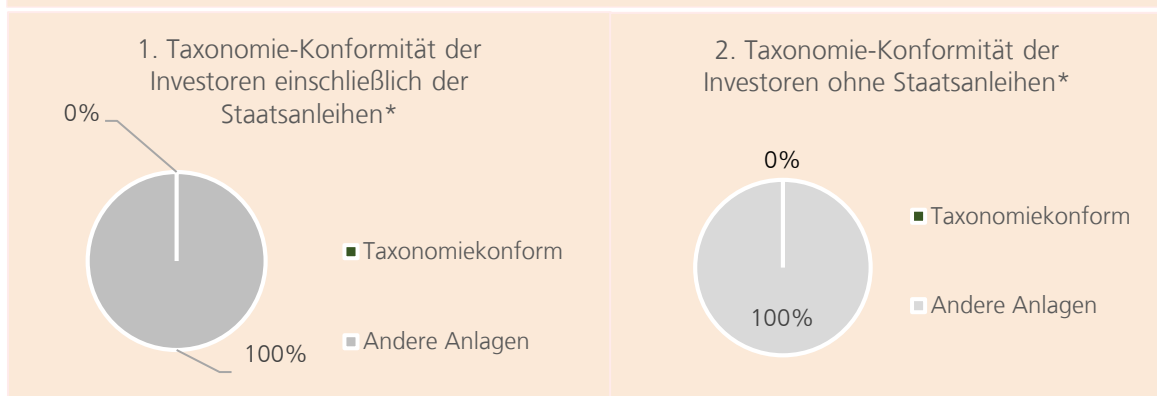 1. Taxonomie-Konformität der
Investoren einschließlich der
Staatsanleihen*
0%
Taxonomiekonform
Andere Anlagen
100%
2. Taxonomie-Konformität der
Investoren ohne Staatsanleihen*
0%
Taxonomiekonform
Andere Anlagen
100%